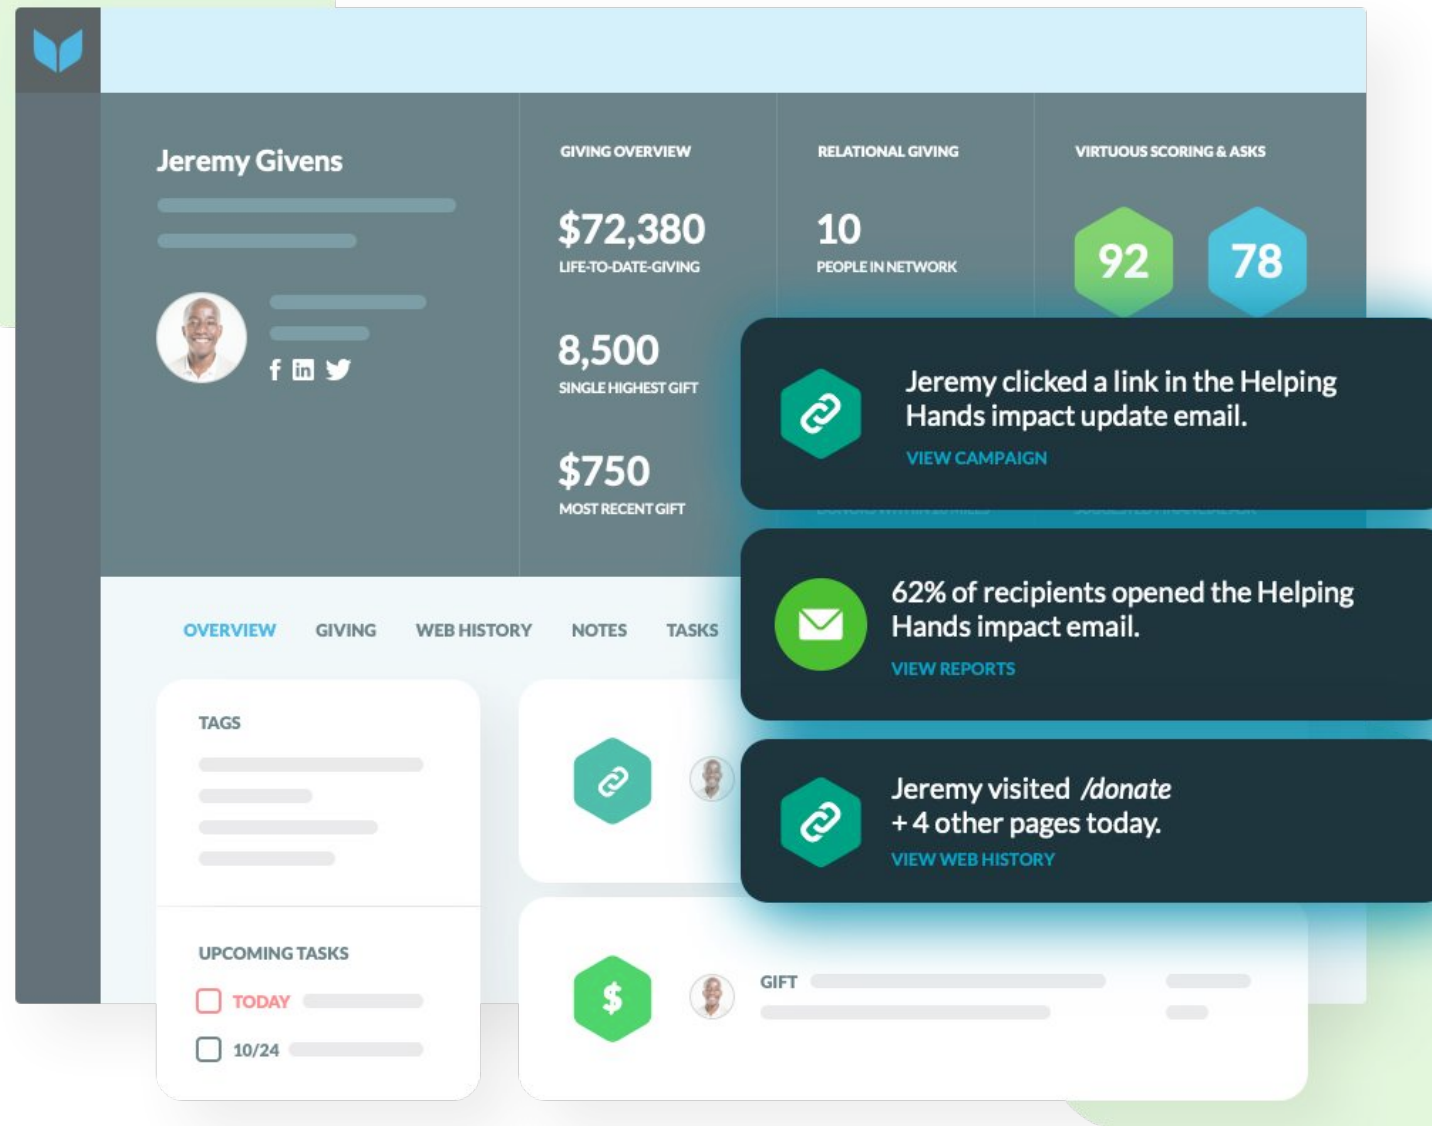 Jeremy Givens
GIVING OVERVIEW
$72,380
LIFE-TO-DATE-GIVING
8,500
SINGLE HIGHEST GIFT
$750
MOST RECENT GIFT
RELATIONAL GIVING
10
PEOPLE IN NETWORK
VIRTUOUS SCORING & ASKS
92
78
Jeremy clicked a link in the Helping
Hands impact update email.
VIEW CAMPAIGN
62% of recipients opened the Helping
Hands impact email.
VIEW REPORTS
Jeremy visited /donate
+ 4 other pages today.
VIEW WEB HISTORY
OVERVIEW GIVING WEB HISTORY NOTES TASKS
TAGS
UPCOMING TASKS
TODAY
10/24
$
GIFT